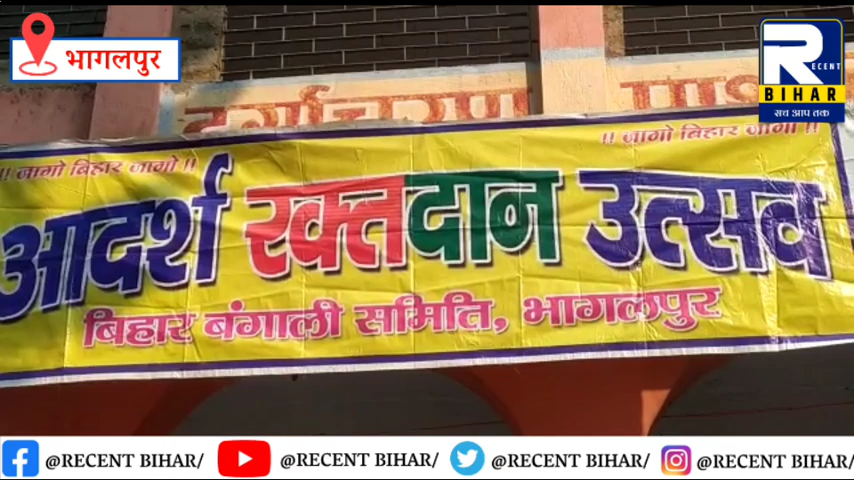 भागलपुर
R
ECENT
BIHAR
सच आप तक
!! जागो बिहार जागो !!
!! जागो बिहार जागो !!
आदर्श रक्तदान उत्सव
बिहार बंगाली समिति, भागलपुर
@RECENT BIHAR/ @RECENT BIHAR/ @RECENT BIHAR/ @RECENT BIHAR/